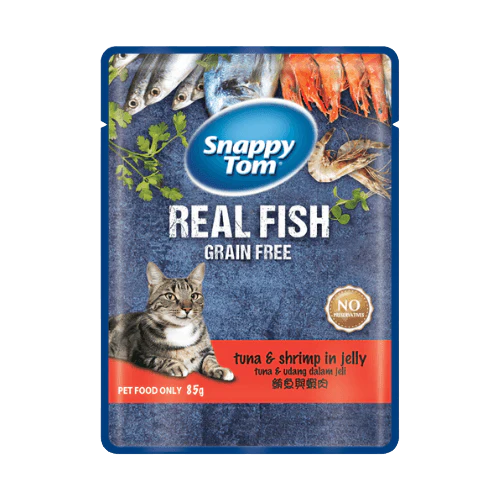 Snappy
Tom®
REAL FISH
GRAIN FREE
NO
PRESERVATIVES
tuna & shrimp in jelly
tuna & udang dalam jeli
鮪魚與蝦肉
PET FOOD ONLY 85g